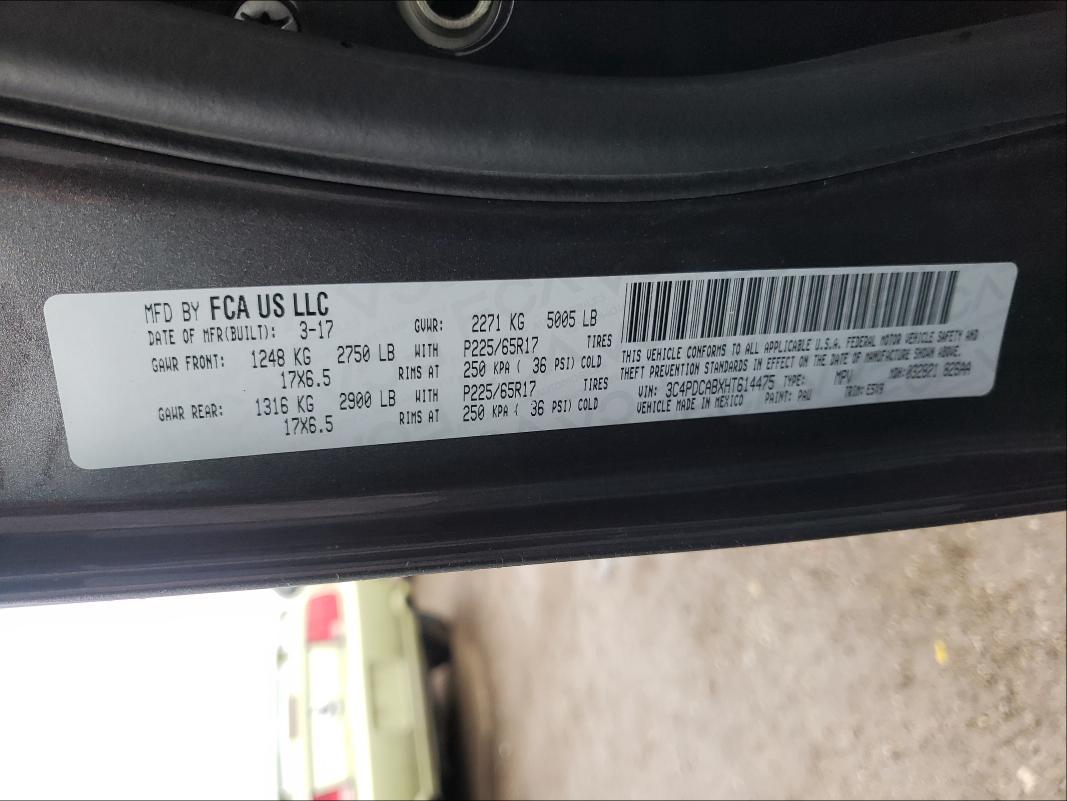 MFD BY FCA US LLC
DATE OF MFR(BUILT): 3-17 GVWR: 2271 KG 5005 LB
GAWR FRONT: 1248 KG 2750 LB WITH P225/65R17 TIRES
17X6.5 RIMS AT 250 KPA ( 36 PSI) COLD
GAWR REAR: 1316 KG 2900 LB WITH P225/65R17 TIRES
17X6.5 RIMS AT 250 KPA ( 36 PSI) COLD
THIS VEHICLE CONFORMS TO ALL APPLICABLE U.S.A. FEDERAL MOTOR VEHICLE SAFETY AND
THEFT PREVENTION STANDARDS IN EFFECT ON THE DATE OF MANUFACTURE SHOWN ABOVE.
VIN: 3C4PDCABXHT614475 TYPE: MPV MDH:
VEHICLE MADE IN MEXICO PAINT: PAU TRIM: